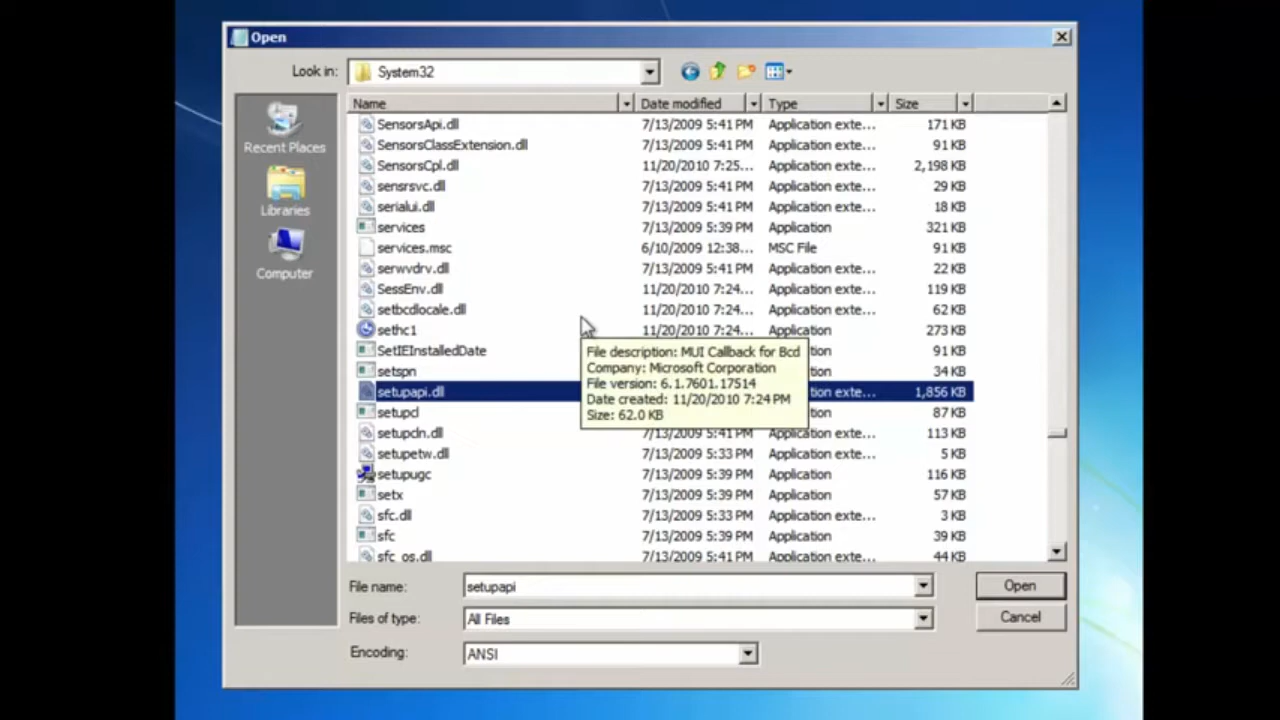 Open
Look in: System32
Recent Places
Libraries
Computer
Name Date modified Type Size
SensorsApi.dll 7/13/2009 5:41 PM Application exte... 171 KB
SensorsClassExtension.dll 7/13/2009 5:41 PM Application exte... 91 KB
SensorsCpl.dll 11/20/2010 7:25... Application exte... 2,198 KB
sensrsvc.dll 7/13/2009 5:41 PM Application exte... 29 KB
serialui.dll 7/13/2009 5:41 PM Application exte... 18 KB
services 7/13/2009 5:39 PM Application 321 KB
services.msc 6/10/2009 12:38... MSC File 91 KB
serwvdrv.dll 7/13/2009 5:41 PM Application exte... 22 KB
SessEnv.dll 11/20/2010 7:24... Application exte... 119 KB
setbcdlocale.dll 11/20/2010 7:24... Application exte... 62 KB
sethc1 11/20/2010 7:24... Application 273 KB
SetIEInstalledDate tion 91 KB
setspn tion 34 KB
setupapi.dll tion exte... 1,856 KB
setupcl tion 87 KB
setupcln.dll 7/13/2009 5:41 PM Application exte... 113 KB
setupetw.dll 7/13/2009 5:33 PM Application exte... 5 KB
setupugc 7/13/2009 5:39 PM Application 116 KB
setx 7/13/2009 5:39 PM Application 57 KB
sfc.dll 7/13/2009 5:33 PM Application exte... 3 KB
sfc 7/13/2009 5:39 PM Application 39 KB
sfc_os.dll 7/13/2009 5:41 PM Application exte... 44 KB
File description: MUI Callback for Bcd
Company: Microsoft Corporation
File version: 6.1.7601.17514
Date created: 11/20/2010 7:24 PM
Size: 62.0 KB
File name: setupapi Open
Files of type: All Files Cancel
Encoding: ANSI